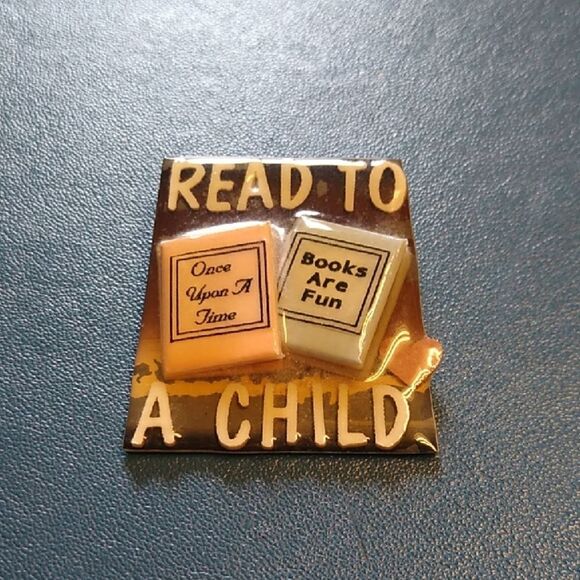 READ TO
Once
Upon A
Time
Books
Are
Fun
A CHILD